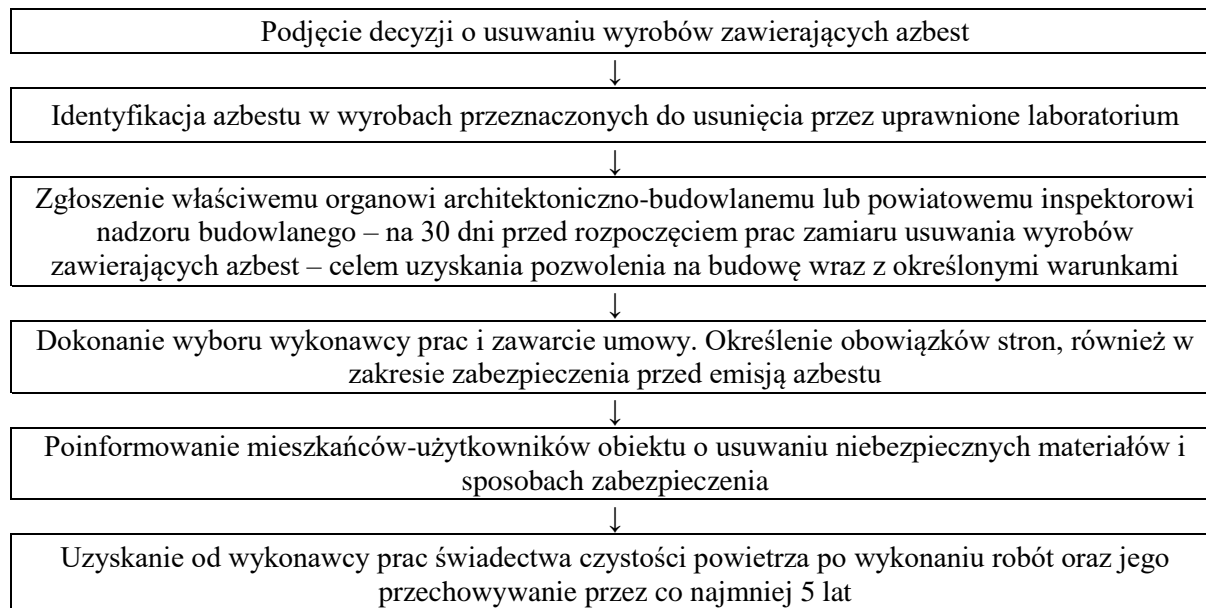 Podjęcie decyzji o usuwaniu wyrobów zawierających azbest
↓
Identyfikacja azbestu w wyrobach przeznaczonych do usunięcia przez uprawnione laboratorium
↓
Zgłoszenie właściwemu organowi architektoniczno-budowlanemu lub powiatowemu inspektorowi
nadzoru budowlanego – na 30 dni przed rozpoczęciem prac zamiaru usuwania wyrobów
zawierających azbest – celem uzyskania pozwolenia na budowę wraz z określonymi warunkami
↓
Dokonanie wyboru wykonawcy prac i zawarcie umowy. Określenie obowiązków stron, również w
zakresie zabezpieczenia przed emisją azbestu
↓
Poinformowanie mieszkańców-użytkowników obiektu o usuwaniu niebezpiecznych materiałów i
sposobach zabezpieczenia
↓
Uzyskanie od wykonawcy prac świadectwa czystości powietrza po wykonaniu robót oraz jego
przechowywanie przez co najmniej 5 lat